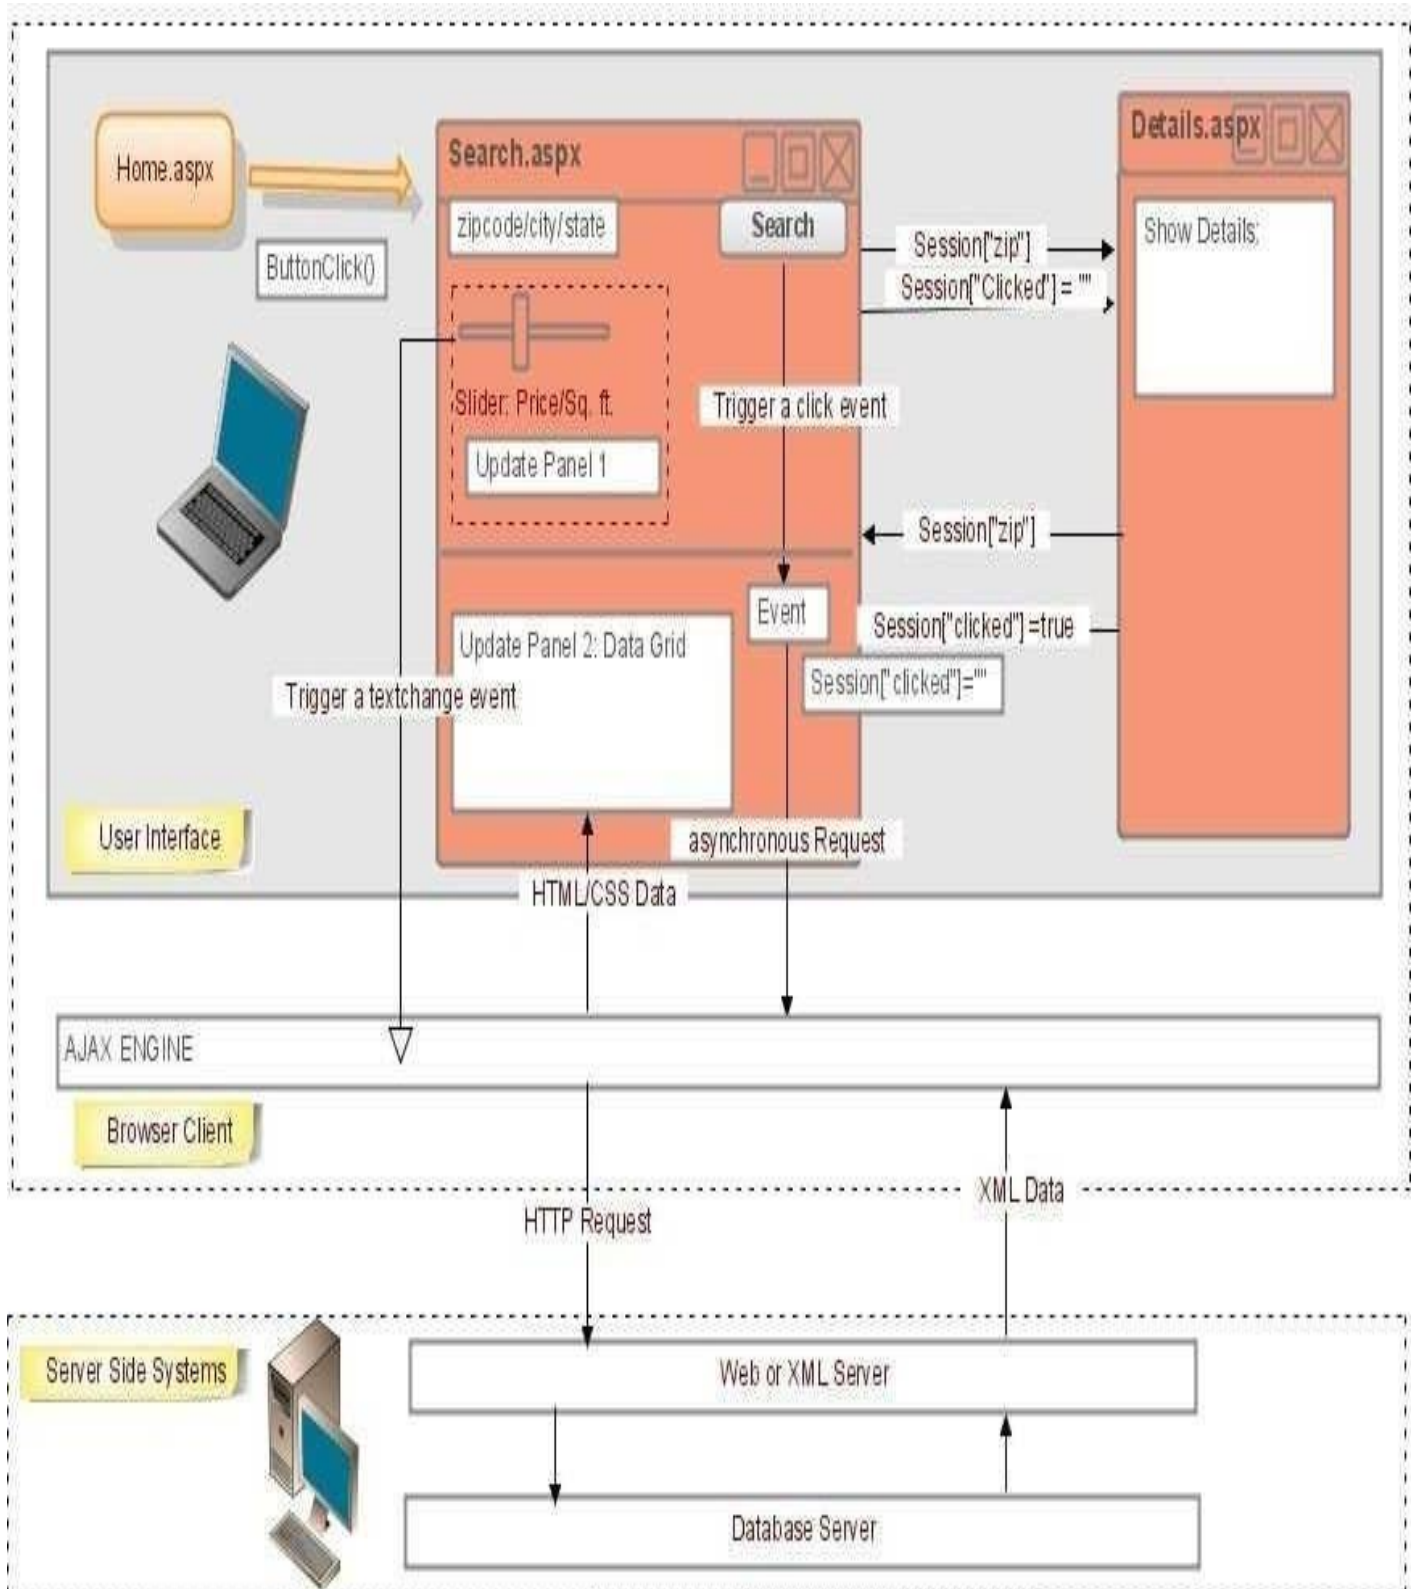 Home.aspx
ButtonClick()
Search.aspx
zipcode/city/state
Search
Slider: Price/Sq. ft.
Update Panel 1
Trigger a click event
Event
Update Panel 2: Data Grid
Session["zip"]
Session["Clicked"] = ""
Details.aspx
Show Details;
Session["zip"]
Session["clicked"] =true
Session["clicked"]=""
Trigger a textchange event
User Interface
asynchronous Request
HTML/CSS Data
AJAX ENGINE
Browser Client
HTTP Request
XML Data
Server Side Systems
Web or XML Server
Database Server